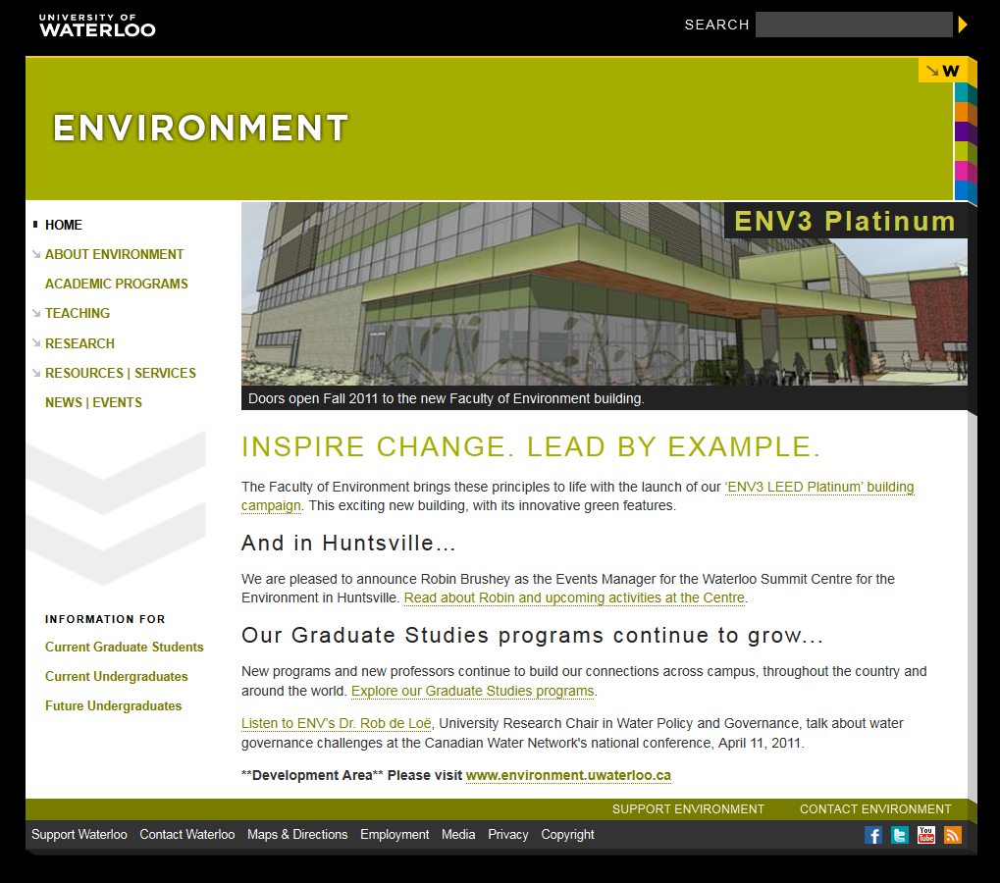 UNIVERSITY OF
WATERLOO
SEARCH
W
ENVIRONMENT
HOME
ABOUT ENVIRONMENT
ACADEMIC PROGRAMS
TEACHING
RESEARCH
RESOURCES | SERVICES
NEWS | EVENTS
INFORMATION FOR
Current Graduate Students
Current Undergraduates
Future Undergraduates
ENV3 Platinum
Doors open Fall 2011 to the new Faculty of Environment building.
INSPIRE CHANGE. LEAD BY EXAMPLE.
The Faculty of Environment brings these principles to life with the launch of our ‘ENV3 LEED Platinum’ building
campaign. This exciting new building, with its innovative green features.
And in Huntsville...
We are pleased to announce Robin Brushey as the Events Manager for the Waterloo Summit Centre for the
Environment in Huntsville. Read about Robin and upcoming activities at the Centre.
Our Graduate Studies programs continue to grow...
New programs and new professors continue to build our connections across campus, throughout the country and
around the world. Explore our Graduate Studies programs.
Listen to ENV's Dr. Rob de Loë, University Research Chair in Water Policy and Governance, talk about water
governance challenges at the Canadian Water Network's national conference, April 11, 2011.
**Development Area** Please visit www.environment.uwaterloo.ca
SUPPORT ENVIRONMENT CONTACT ENVIRONMENT
Support Waterloo Contact Waterloo Maps & Directions Employment Media Privacy Copyright
f t You Tube